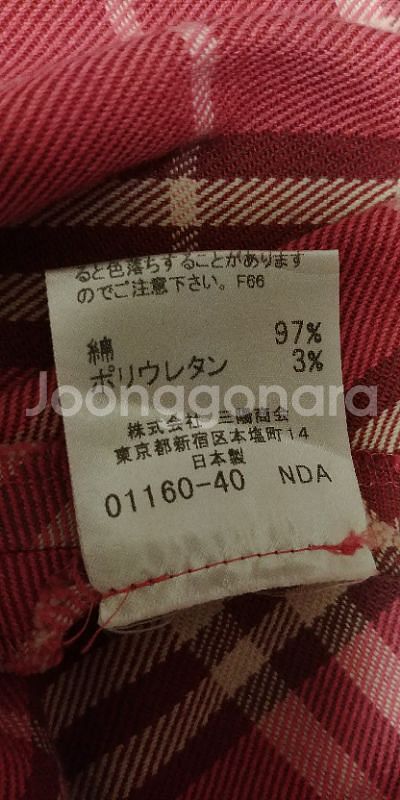 ると色落ちすることがあります
のでご注意下さい。F66
綿 97%
ポリウレタン 3%
Joonggonara
株式会社 三陽商会
東京都新宿区本塩町14
日本製
01160-40 NDA